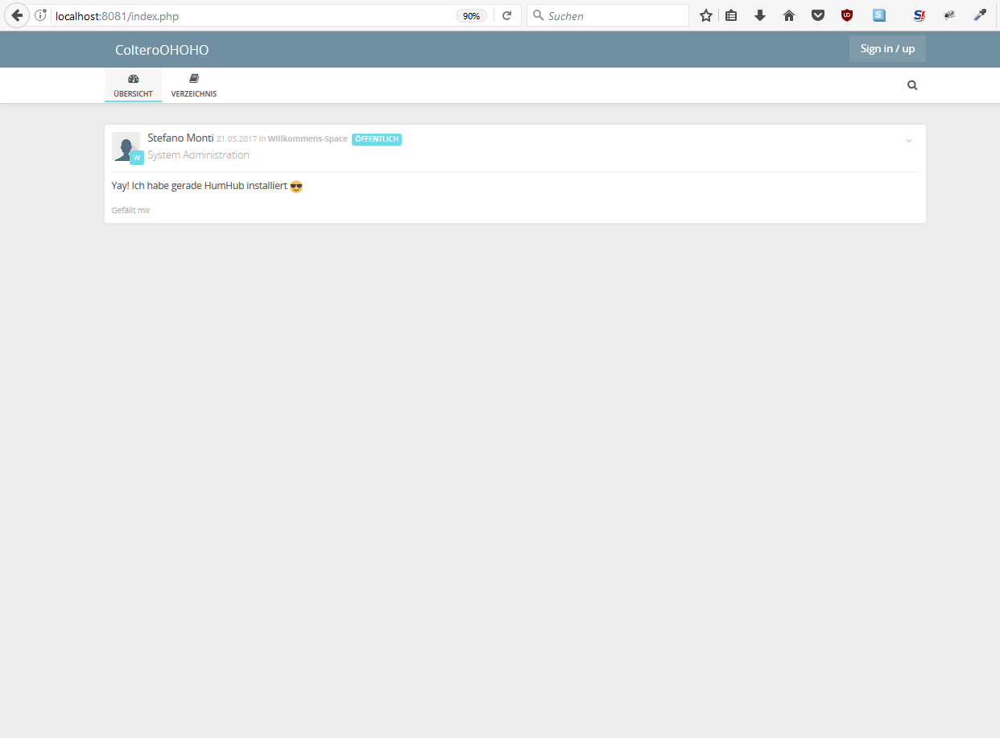 localhost:8081/index.php 90% Suchen
ColteroOHOHO Sign in / up
ÜBERSICHT VERZEICHNIS
Stefano Monti 21.05.2017 in Willkommens-Space ÖFFENTLICH
W System Administration
Yay! Ich habe gerade HumHub installiert
Gefällt mir